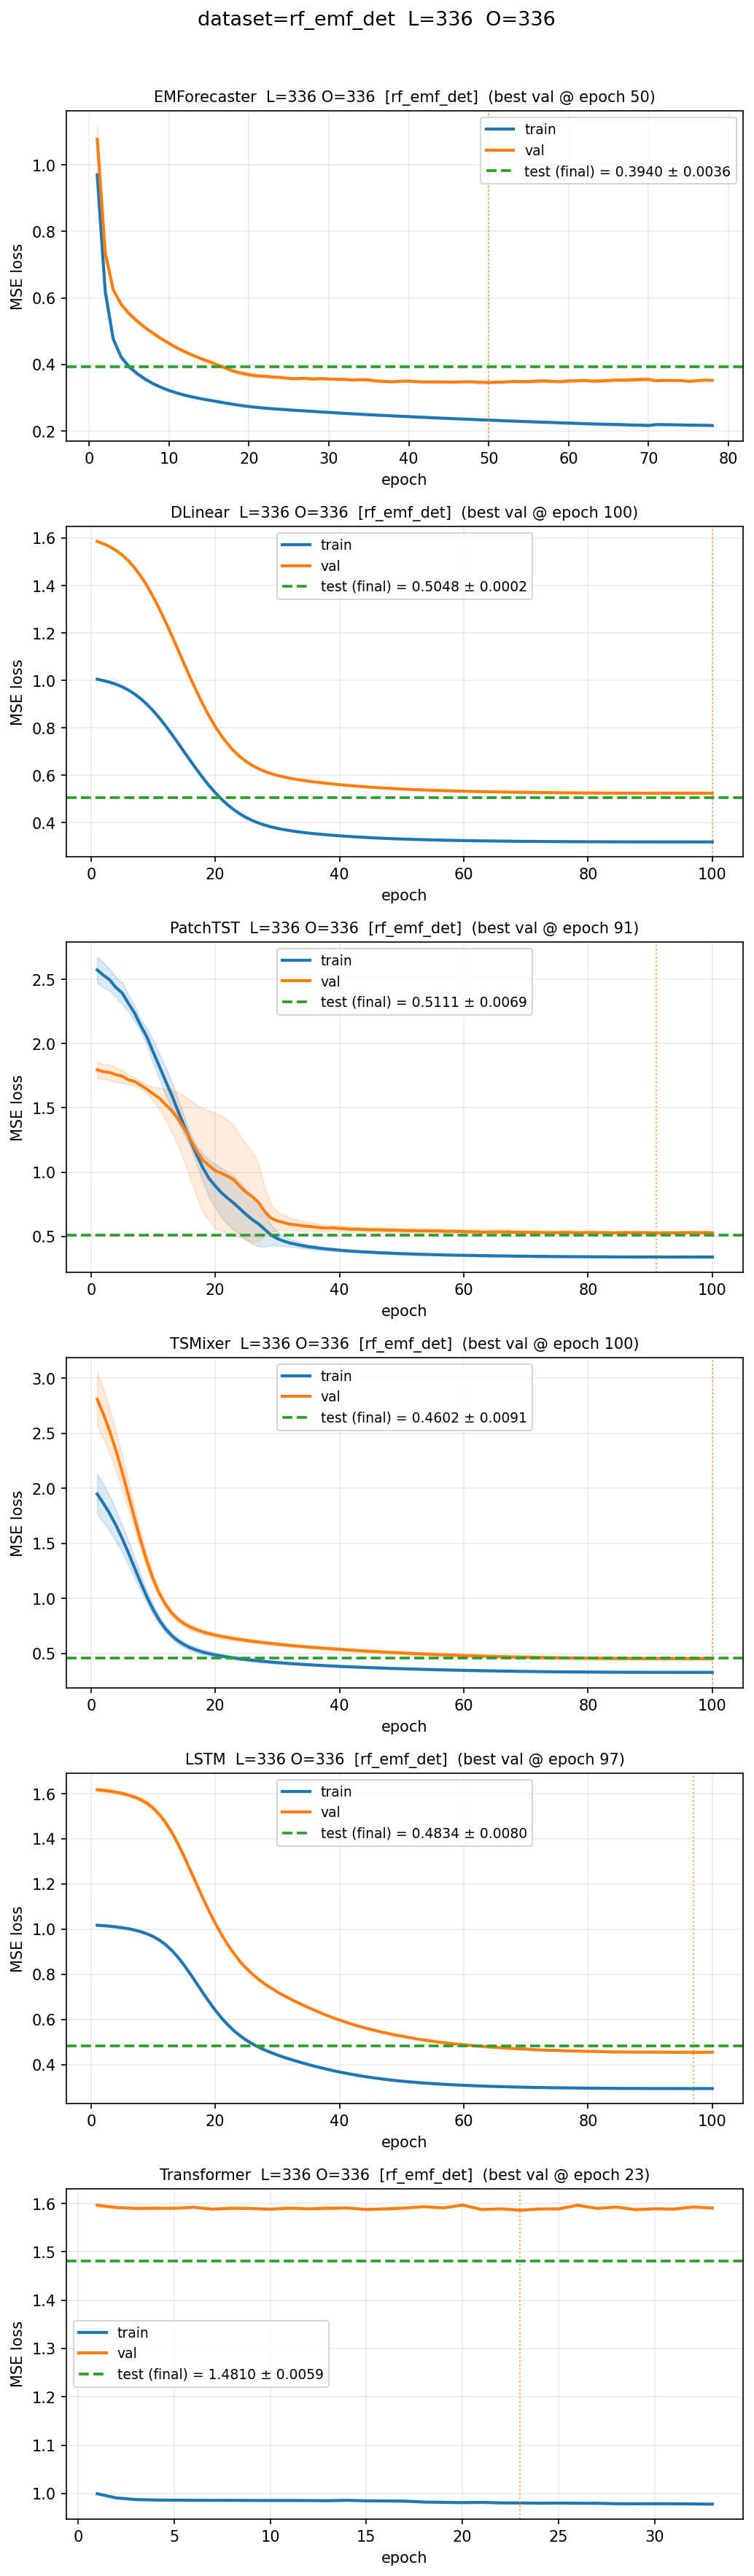 dataset=rf_emf_det  L=336  O=336
EMForecaster  L=336 O=336  [rf_emf_det]  (best val @ epoch 50)
train
val
test (final) = 0.3940 ± 0.0036
MSE loss
1.0
0.8
0.6
0.4
0.2
0 10 20 30 40 50 60 70 80
epoch
DLinear  L=336 O=336  [rf_emf_det]  (best val @ epoch 100)
train
val
test (final) = 0.5048 ± 0.0002
MSE loss
1.6
1.4
1.2
1.0
0.8
0.6
0.4
0 20 40 60 80 100
epoch
PatchTST  L=336 O=336  [rf_emf_det]  (best val @ epoch 91)
train
val
test (final) = 0.5111 ± 0.0069
MSE loss
2.5
2.0
1.5
1.0
0.5
0 20 40 60 80 100
epoch
TSMixer  L=336 O=336  [rf_emf_det]  (best val @ epoch 100)
train
val
test (final) = 0.4602 ± 0.0091
MSE loss
3.0
2.5
2.0
1.5
1.0
0.5
0 20 40 60 80 100
epoch
LSTM  L=336 O=336  [rf_emf_det]  (best val @ epoch 97)
train
val
test (final) = 0.4834 ± 0.0080
MSE loss
1.6
1.4
1.2
1.0
0.8
0.6
0.4
0 20 40 60 80 100
epoch
Transformer  L=336 O=336  [rf_emf_det]  (best val @ epoch 23)
train
val
test (final) = 1.4810 ± 0.0059
MSE loss
1.6
1.5
1.4
1.3
1.2
1.1
1.0
0 5 10 15 20 25 30
epoch